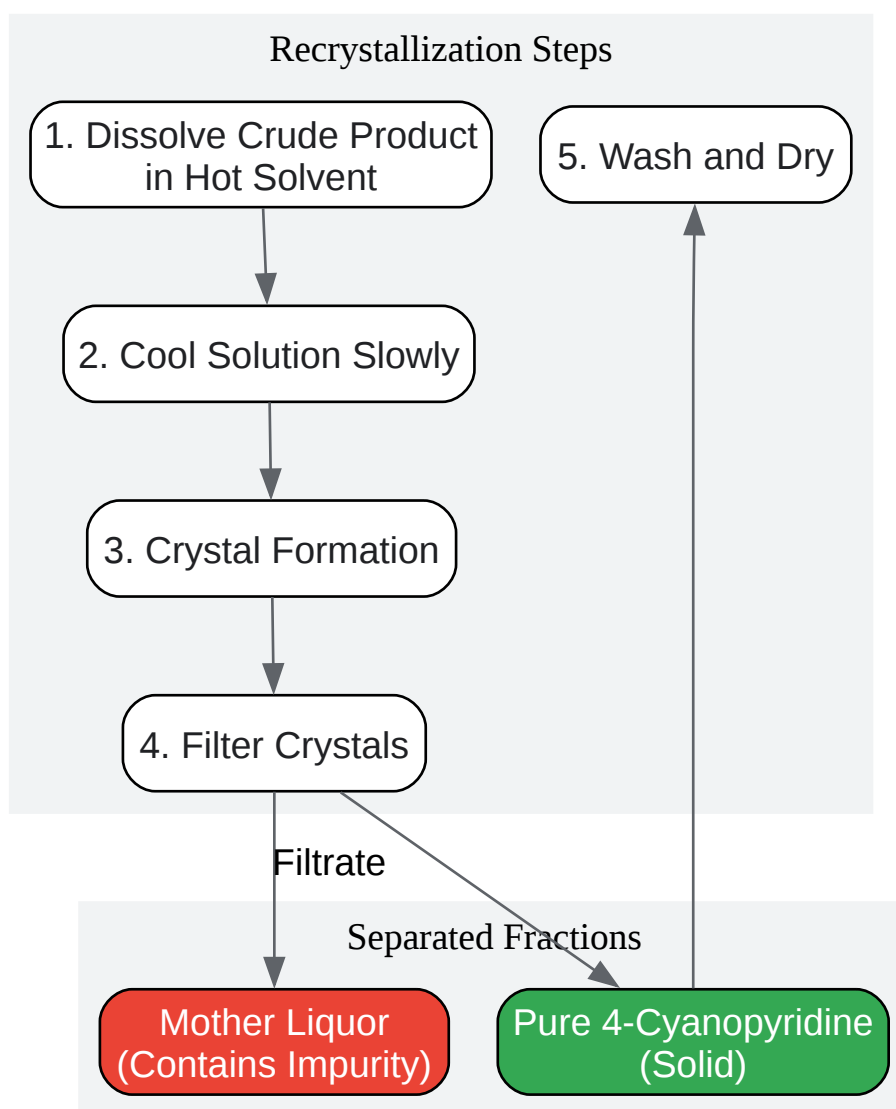 Recrystallization Steps
1. Dissolve Crude Product
in Hot Solvent
5. Wash and Dry
2. Cool Solution Slowly
3. Crystal Formation
4. Filter Crystals
Filtrate
Separated Fractions
Mother Liquor
(Contains Impurity)
Pure 4-Cyanopyridine
(Solid)